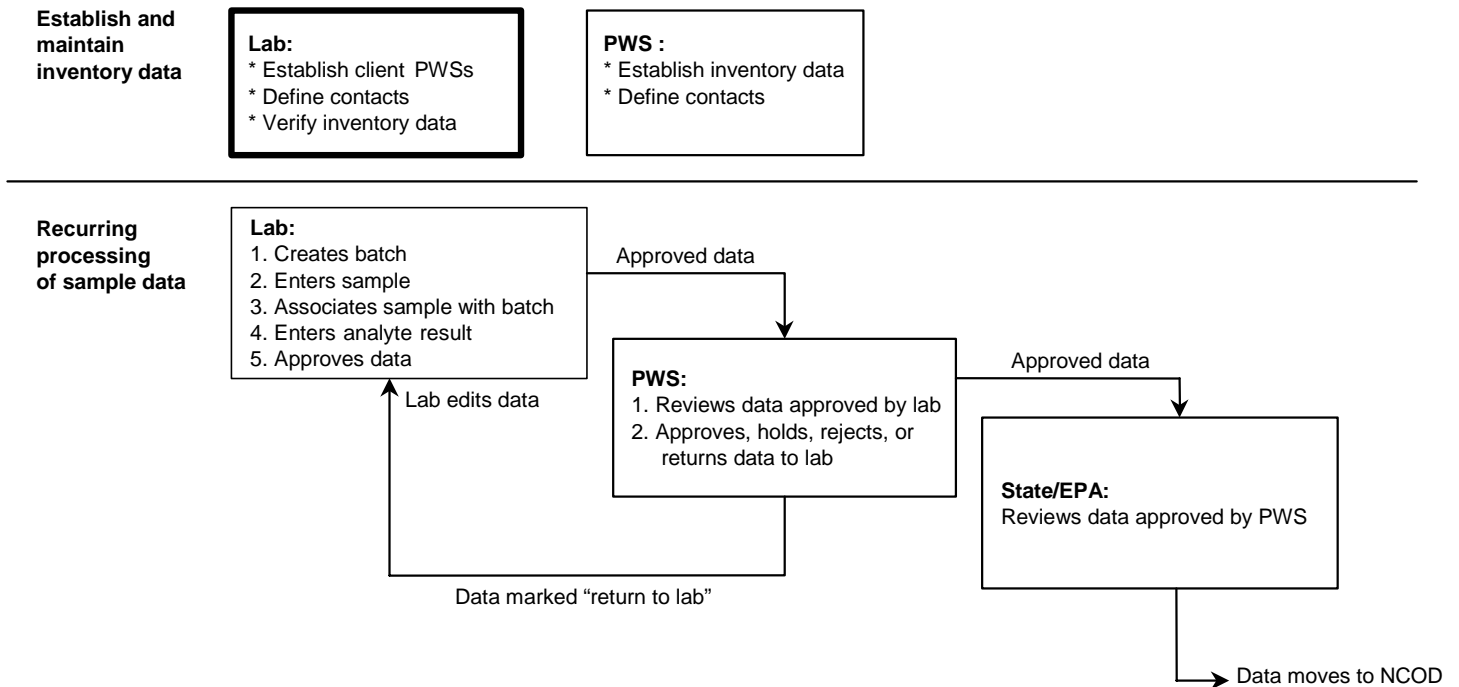 Establish and
maintain
inventory data
Lab:
* Establish client PWSs
* Define contacts
* Verify inventory data
PWS :
* Establish inventory data
* Define contacts
Recurring
processing
of sample data
Lab:
1. Creates batch
2. Enters sample
3. Associates sample with batch
4. Enters analyte result
5. Approves data
Approved data
Lab edits data
PWS:
1. Reviews data approved by lab
2. Approves, holds, rejects, or
returns data to lab
Approved data
State/EPA:
Reviews data approved by PWS
Data marked “return to lab”
Data moves to NCOD